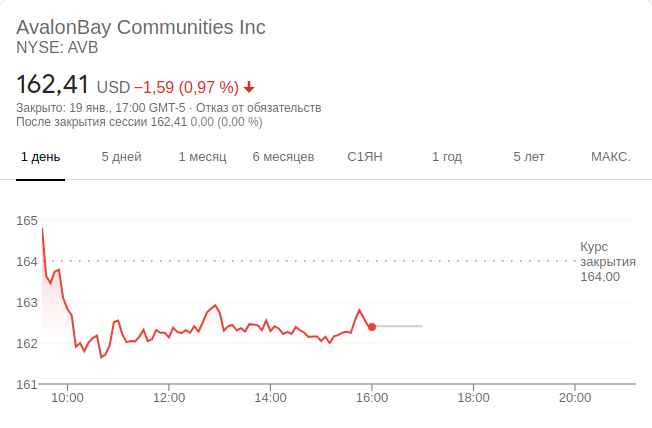 AvalonBay Communities Inc
NYSE: AVB
162,41 USD −1,59 (0,97 %)
Закрыто: 19 янв., 17:00 GMT-5 · Отказ от обязательств
После закрытия сессии 162,41 0,00 (0,00 %)
1 день 5 дней 1 месяц 6 месяцев С1ЯН 1 год 5 лет МАКС.
165
164
163
162
161
Курс
закрытия
164,00
10:00 12:00 14:00 16:00 18:00 20:00